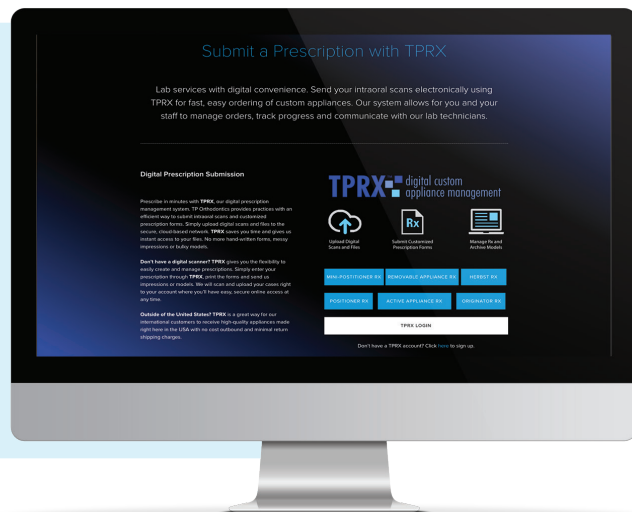 Submit a Prescription with TPRX
Lab services with digital convenience. Send your intraoral scans electronically using
TPRX for fast, easy ordering of custom appliances. Our system allows for you and your
staff to manage orders, track progress and communicate with our lab technicians.
Digital Prescription Submission
Prescribe in minutes with TPRX, our digital prescription
management system. TP Orthodontics provides practices with an
efficient way to submit intraoral scans and customized
prescription forms. Simply upload digital scans and files to the
secure, cloud-based network. TPRX saves you time and gives us
instant access to your files. No more hand-written forms, messy
impressions or bulky models.
Don't have a digital scanner? TPRX gives you the flexibility to
easily create and manage prescriptions. Simply enter your
prescription through TPRX, print the forms and send us
impressions or models. We will scan and upload your cases right
to your account where you'll have easy, secure online access at
any time.
Outside of the United States? TPRX is a great way for our
international customers to receive high-quality appliances made
right here in the USA with no cost outbound and minimal return
shipping charges.
TPRX digital custom
appliance management
Rx
Upload Digital
Scans and Files
Submit Customized
Prescription Forms
Manage Rx and
Archive Models
MINI-POSTITIONER RX
REMOVABLE APPLIANCE RX
HERBST RX
POSITIONER RX
ACTIVE APPLIANCE RX
ORIGINATOR RX
TPRX LOGIN
Don't have a TPRX account? Click here to sign up.